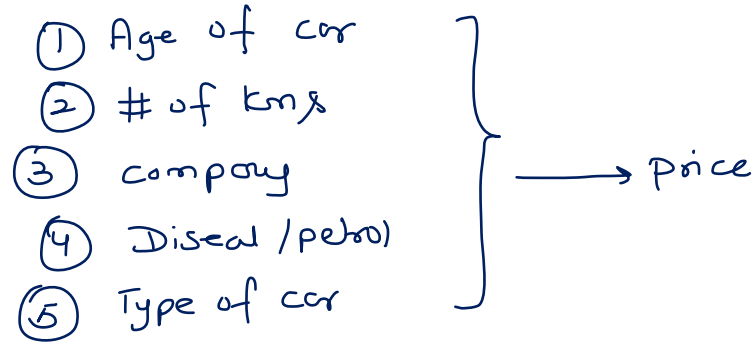 ① Age of car
② # of kms
③ company
④ Diseal / petrol
⑤ Type of car
→ price